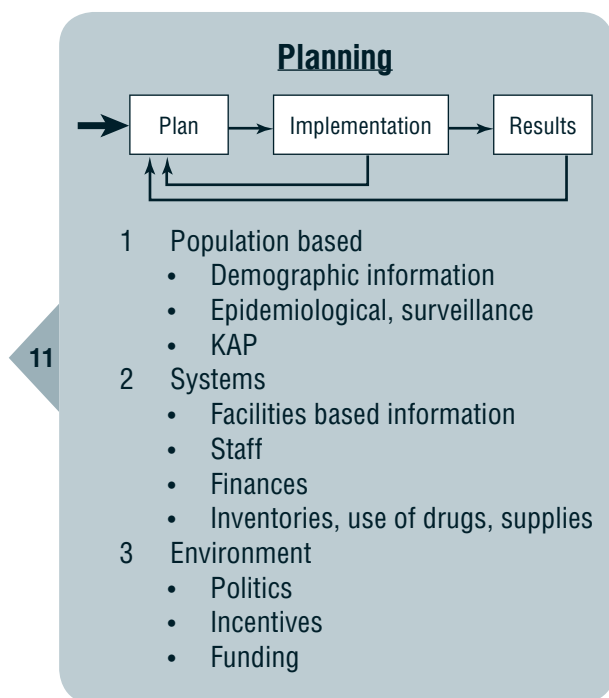 Planning
Plan Implementation Results
1 Population based
• Demographic information
• Epidemiological, surveillance
• KAP
11
2 Systems
• Facilities based information
• Staff
• Finances
• Inventories, use of drugs, supplies
3 Environment
• Politics
• Incentives
• Funding